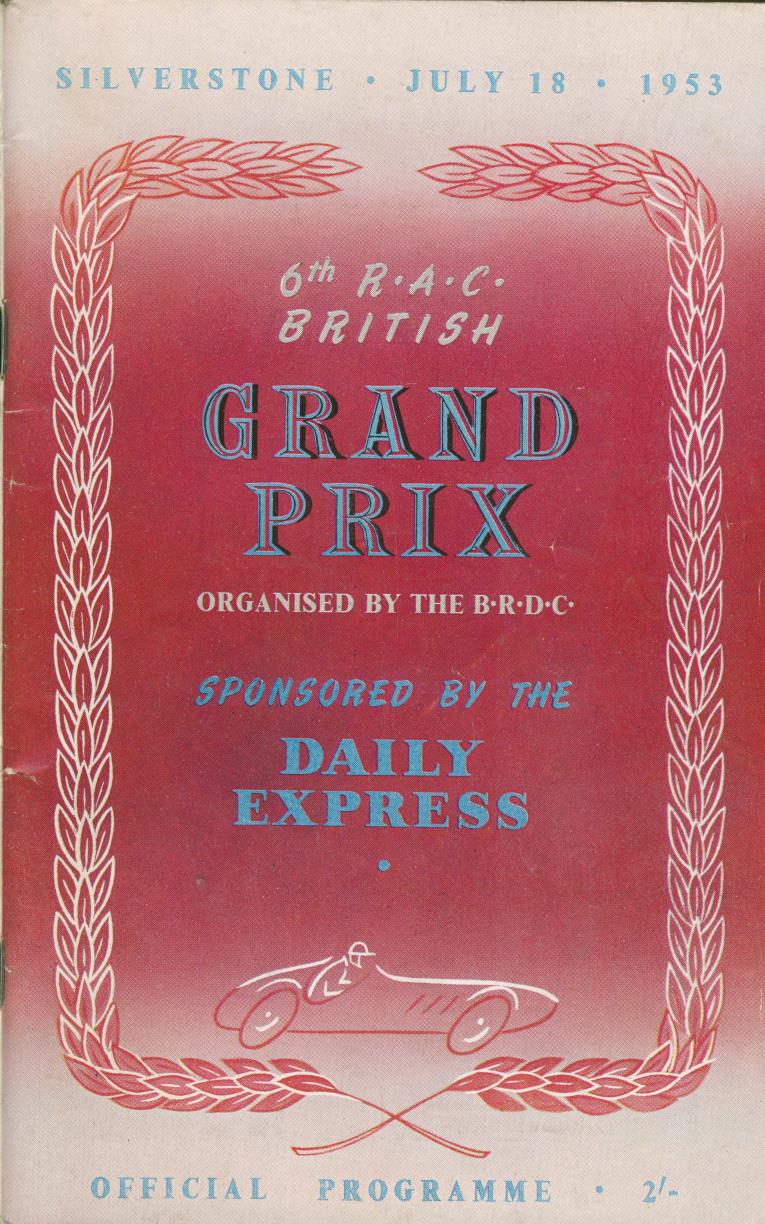 SILVERSTONE • JULY 18 • 1953
6th R·A·C·
BRITISH
GRAND
PRIX
ORGANISED BY THE B·R·D·C·
SPONSORED BY THE
DAILY
EXPRESS
•
OFFICIAL PROGRAMME • 2/-